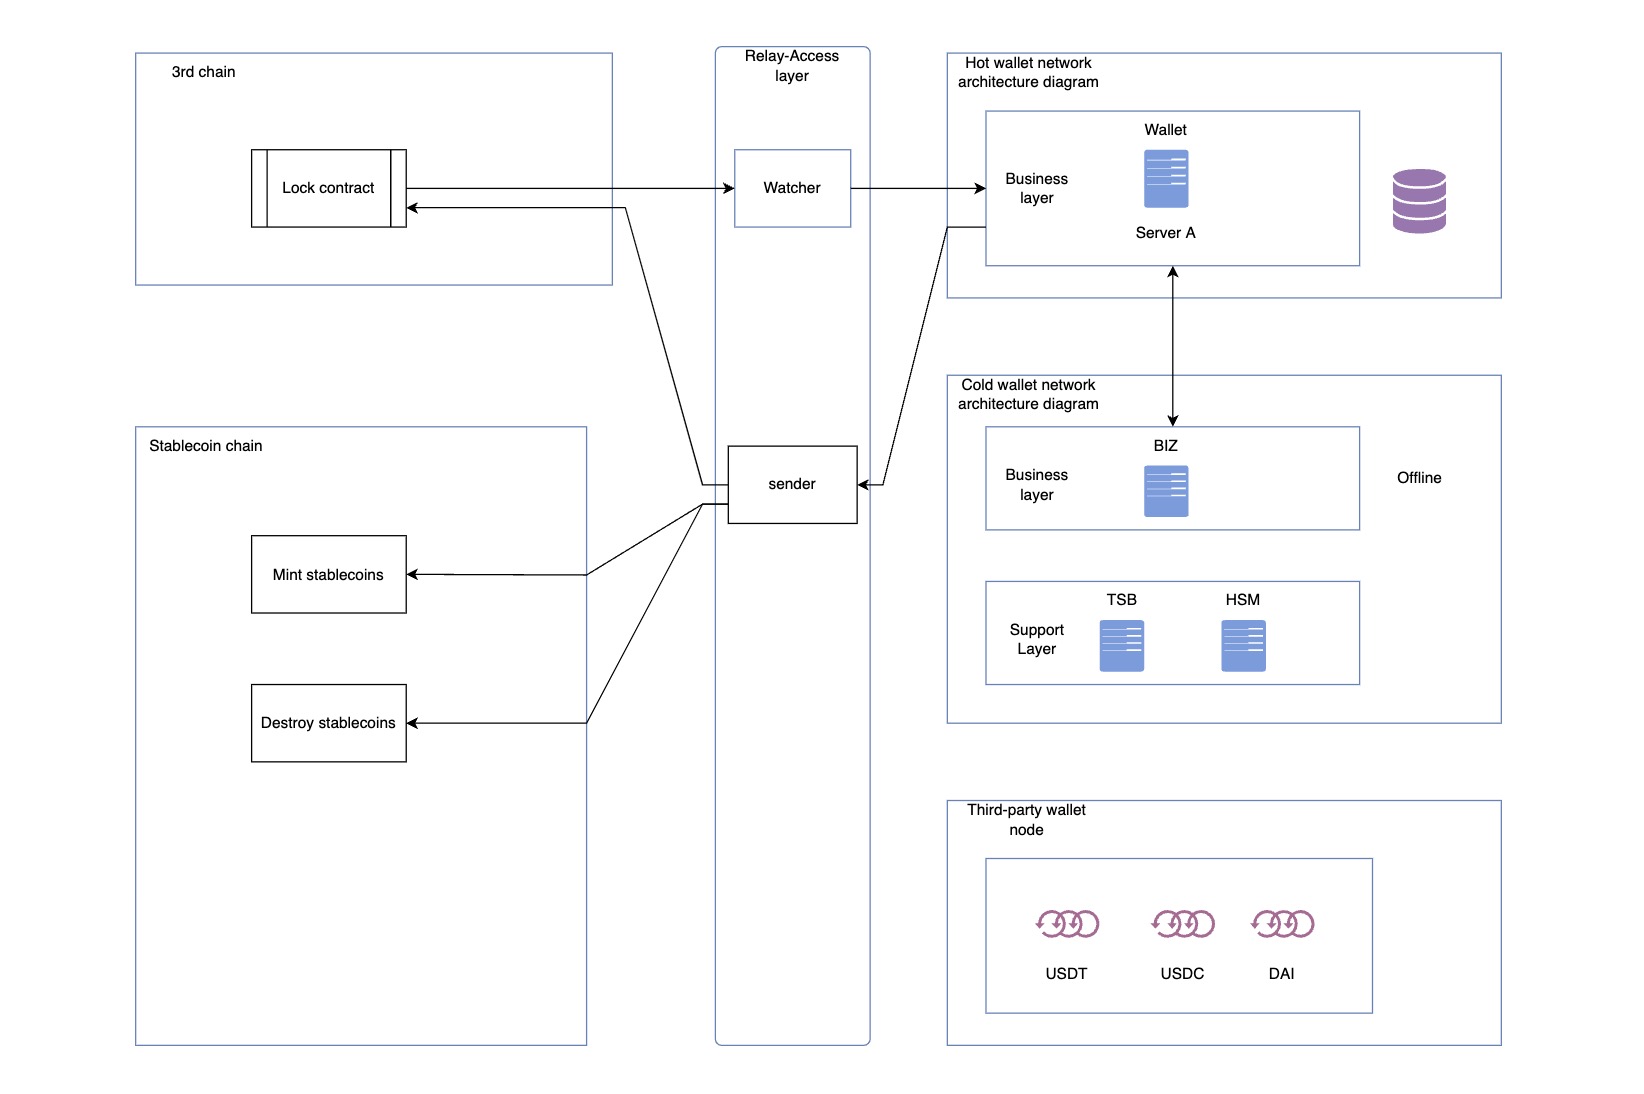 3rd chain
Lock contract
Relay-Access
layer
Watcher
Hot wallet network
architecture diagram
Wallet
Business
layer
Server A
Stablecoin chain
Mint stablecoins
Destroy stablecoins
sender
Cold wallet network
architecture diagram
BIZ
Business
layer
Offline
TSB
HSM
Support
Layer
Third-party wallet
node
USDT
USDC
DAI